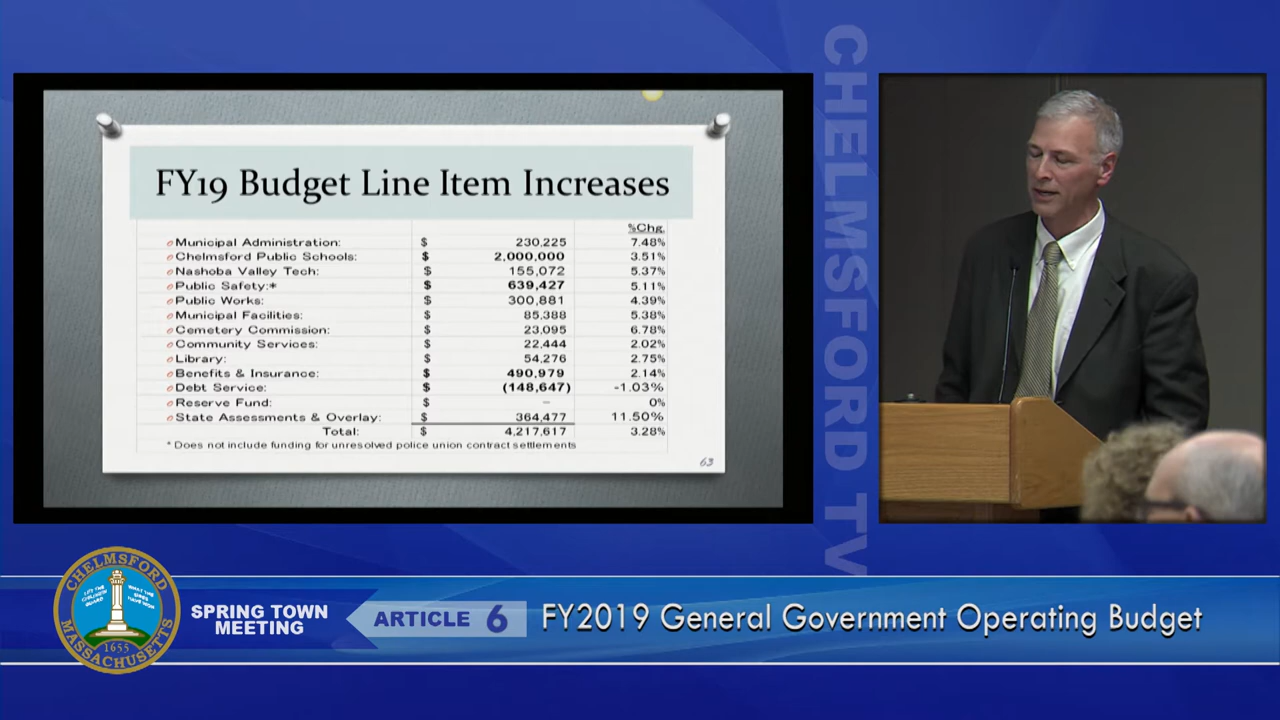 FY19 Budget Line Item Increases
%Chg.
Municipal Administration: $ 230,225 7.48%
Chelmsford Public Schools: $ 2,000,000 3.51%
Nashoba Valley Tech: $ 155,072 5.37%
Public Safety:* $ 639,427 5.11%
Public Works: $ 300,881 4.39%
Municipal Facilities: $ 85,388 5.38%
Cemetery Commission: $ 23,095 6.78%
Community Services: $ 22,444 2.02%
Library: $ 54,276 2.75%
Benefits & Insurance: $ 490,979 2.14%
Debt Service: $ (148,647) -1.03%
Reserve Fund: $ – 0%
State Assessments & Overlay: $ 364,477 11.50%
Total: $ 4,217,617 3.28%
* Does not include funding for unresolved police union contract settlements
63
CHELMSFORD TV
CHELMSFORD
MASSACHUSETTS
1655
SPRING TOWN
MEETING
ARTICLE 6
FY2019 General Government Operating Budget